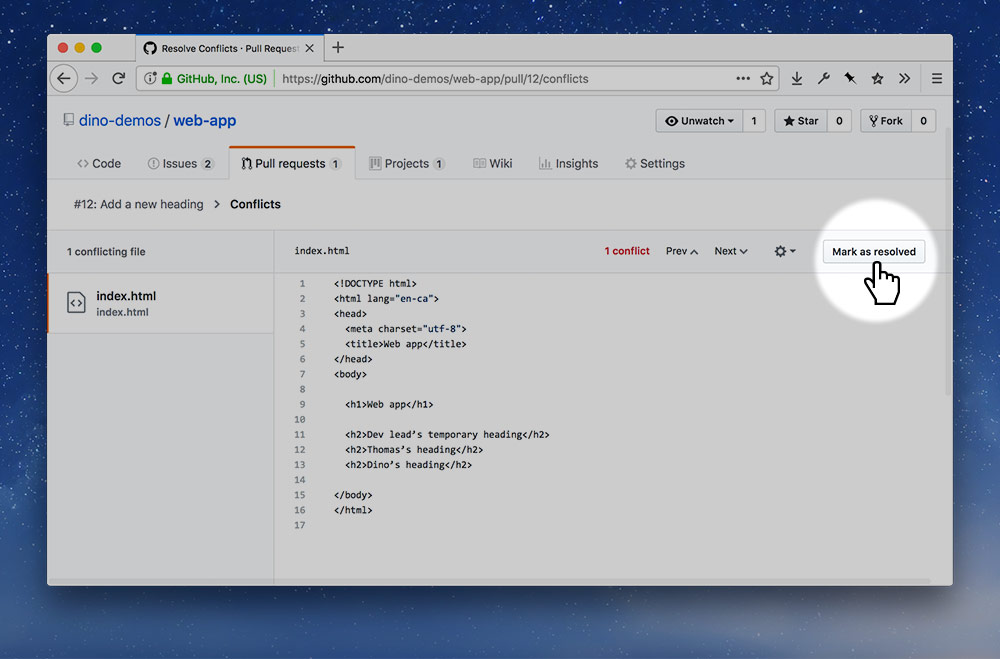 Resolve Conflicts · Pull Reques
GitHub, Inc. (US) https://github.com/dino-demos/web-app/pull/12/conflicts
dino-demos / web-app Unwatch 1 Star 0 Fork 0
Code Issues 2 Pull requests 1 Projects 1 Wiki Insights Settings
#12: Add a new heading Conflicts
1 conflicting file
index.html 1 conflict Prev Next Mark as resolved
index.html
index.html
1 <!DOCTYPE html>
2 <html lang="en-ca">
3 <head>
4 <meta charset="utf-8">
5 <title>Web app</title>
6 </head>
7 <body>
8
9 <h1>Web app</h1>
10
11 <h2>Dev lead’s temporary heading</h2>
12 <h2>Thomas’s heading</h2>
13 <h2>Dino’s heading</h2>
14
15 </body>
16 </html>
17